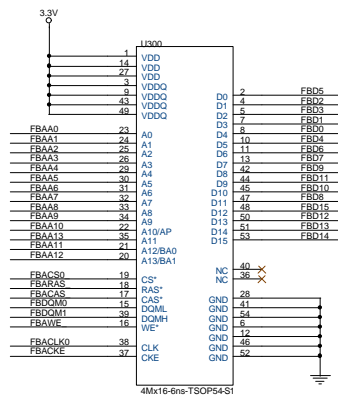 3.3V
U300
1 VDD
14 VDD
27 VDD
3 VDDQ
9 VDDQ
43 VDDQ
49 VDDQ
FBAA0 23 A0
FBAA1 24 A1
FBAA2 25 A2
FBAA3 26 A3
FBAA4 29 A4
FBAA5 30 A5
FBAA6 31 A6
FBAA7 32 A7
FBAA8 33 A8
FBAA9 34 A9
FBAA10 22 A10/AP
FBAA13 35 A11
FBAA11 21 A12/BA0
FBAA12 20 A13/BA1
FBACS0 19 CS*
FBARAS_ 18 RAS*
FBACAS_ 17 CAS*
FBDQM0 15 DQML
FBDQM1 39 DQMH
FBAWE_ 16 WE*
FBACLK0 38 CLK
FBACKE 37 CKE
D0 2 FBD5
D1 4 FBD2
D2 5 FBD3
D3 7 FBD1
D4 8 FBD0
D5 10 FBD4
D6 11 FBD6
D7 13 FBD7
D8 42 FBD9
D9 44 FBD11
D10 45 FBD10
D11 47 FBD8
D12 48 FBD15
D13 50 FBD12
D14 51 FBD13
D15 53 FBD14
NC 40
NC 36
GND 28
GND 41
GND 54
GND 6
GND 12
GND 46
GND 52
4Mx16-6ns-TSOP54-S1